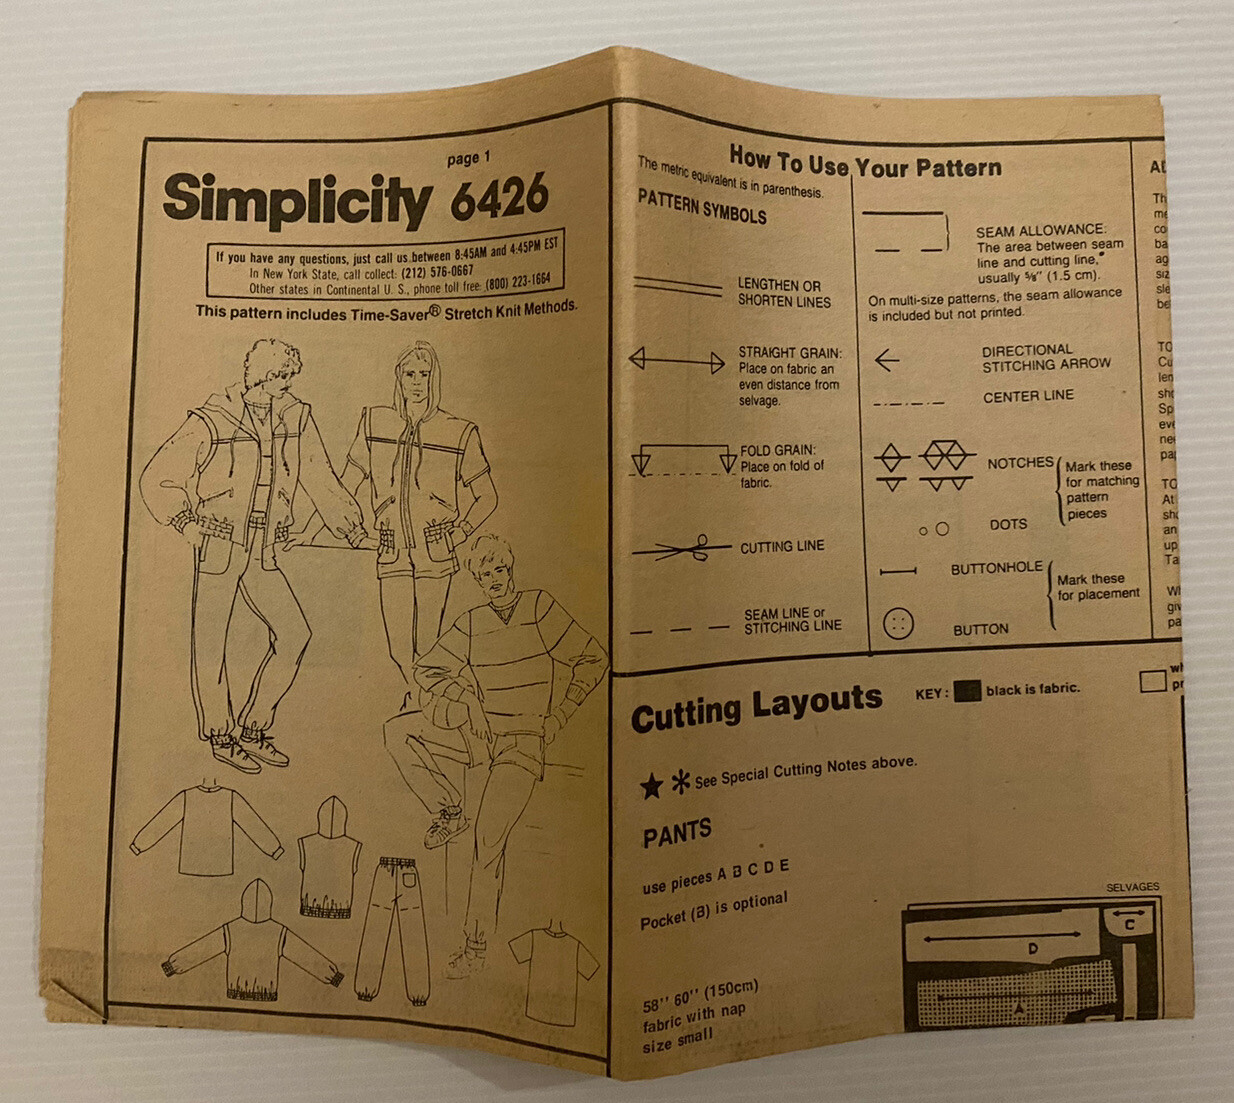 page 1
Simplicity 6426
If you have any questions, just call us between 8:45AM and 4:45PM EST
In New York State, call collect: (212) 576-0667
Other states in Continental U. S., phone toll free: (800) 223-1664
This pattern includes Time-Saver® Stretch Knit Methods.
How To Use Your Pattern
The metric equivalent is in parenthesis.
PATTERN SYMBOLS
LENGTHEN OR
SHORTEN LINES
STRAIGHT GRAIN:
Place on fabric an
even distance from
selvage.
FOLD GRAIN:
Place on fold of
fabric.
CUTTING LINE
SEAM LINE or
STITCHING LINE
SEAM ALLOWANCE:
The area between seam
line and cutting line,
usually ⅝" (1.5 cm).
On multi-size patterns, the seam allowance
is included but not printed.
DIRECTIONAL
STITCHING ARROW
CENTER LINE
NOTCHES
Mark these
for matching
pattern
pieces
DOTS
BUTTONHOLE
Mark these
for placement
BUTTON
Cutting Layouts
KEY: black is fabric.
★ * See Special Cutting Notes above.
PANTS
use pieces A B C D E
Pocket (B) is optional
58'' 60'' (150cm)
fabric with nap
size small
SELVAGES
C
D
A